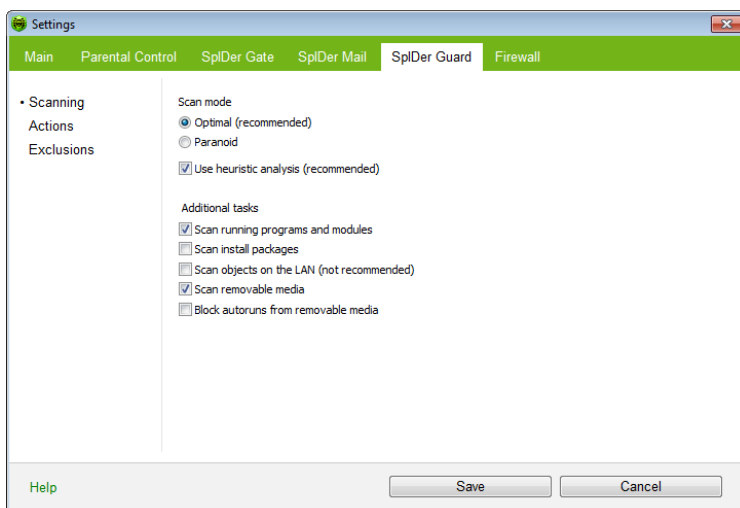 Settings
Main Parental Control SpIDer Gate SpIDer Mail SpIDer Guard Firewall
• Scanning
Actions
Exclusions
Scan mode
Optimal (recommended)
Paranoid
Use heuristic analysis (recommended)
Additional tasks
Scan running programs and modules
Scan install packages
Scan objects on the LAN (not recommended)
Scan removable media
Block autoruns from removable media
Help Save Cancel